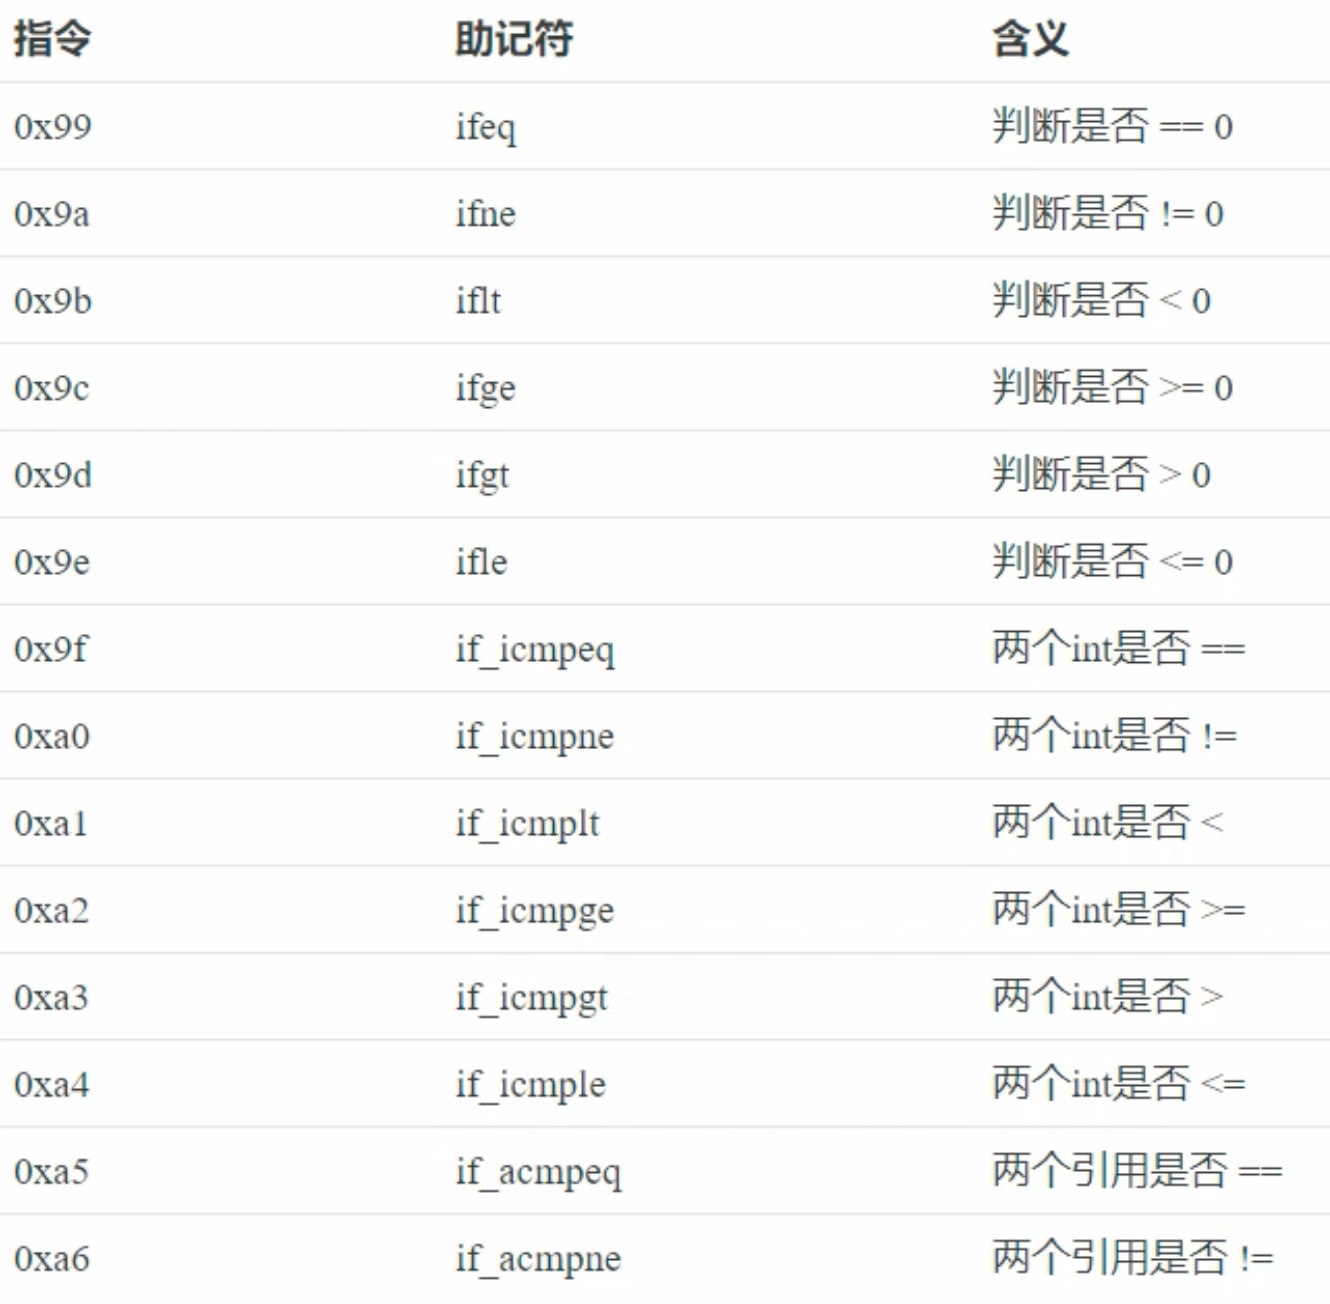 指令 助记符 含义
0x99 ifeq 判断是否 == 0
0x9a ifne 判断是否 != 0
0x9b iflt 判断是否 < 0
0x9c ifge 判断是否 >= 0
0x9d ifgt 判断是否 > 0
0x9e ifle 判断是否 <= 0
0x9f if_icmpeq 两个int是否 ==
0xa0 if_icmpne 两个int是否 !=
0xa1 if_icmplt 两个int是否 <
0xa2 if_icmpge 两个int是否 >=
0xa3 if_icmpgt 两个int是否 >
0xa4 if_icmple 两个int是否 <=
0xa5 if_acmpeq 两个引用是否 ==
0xa6 if_acmpne 两个引用是否 !=